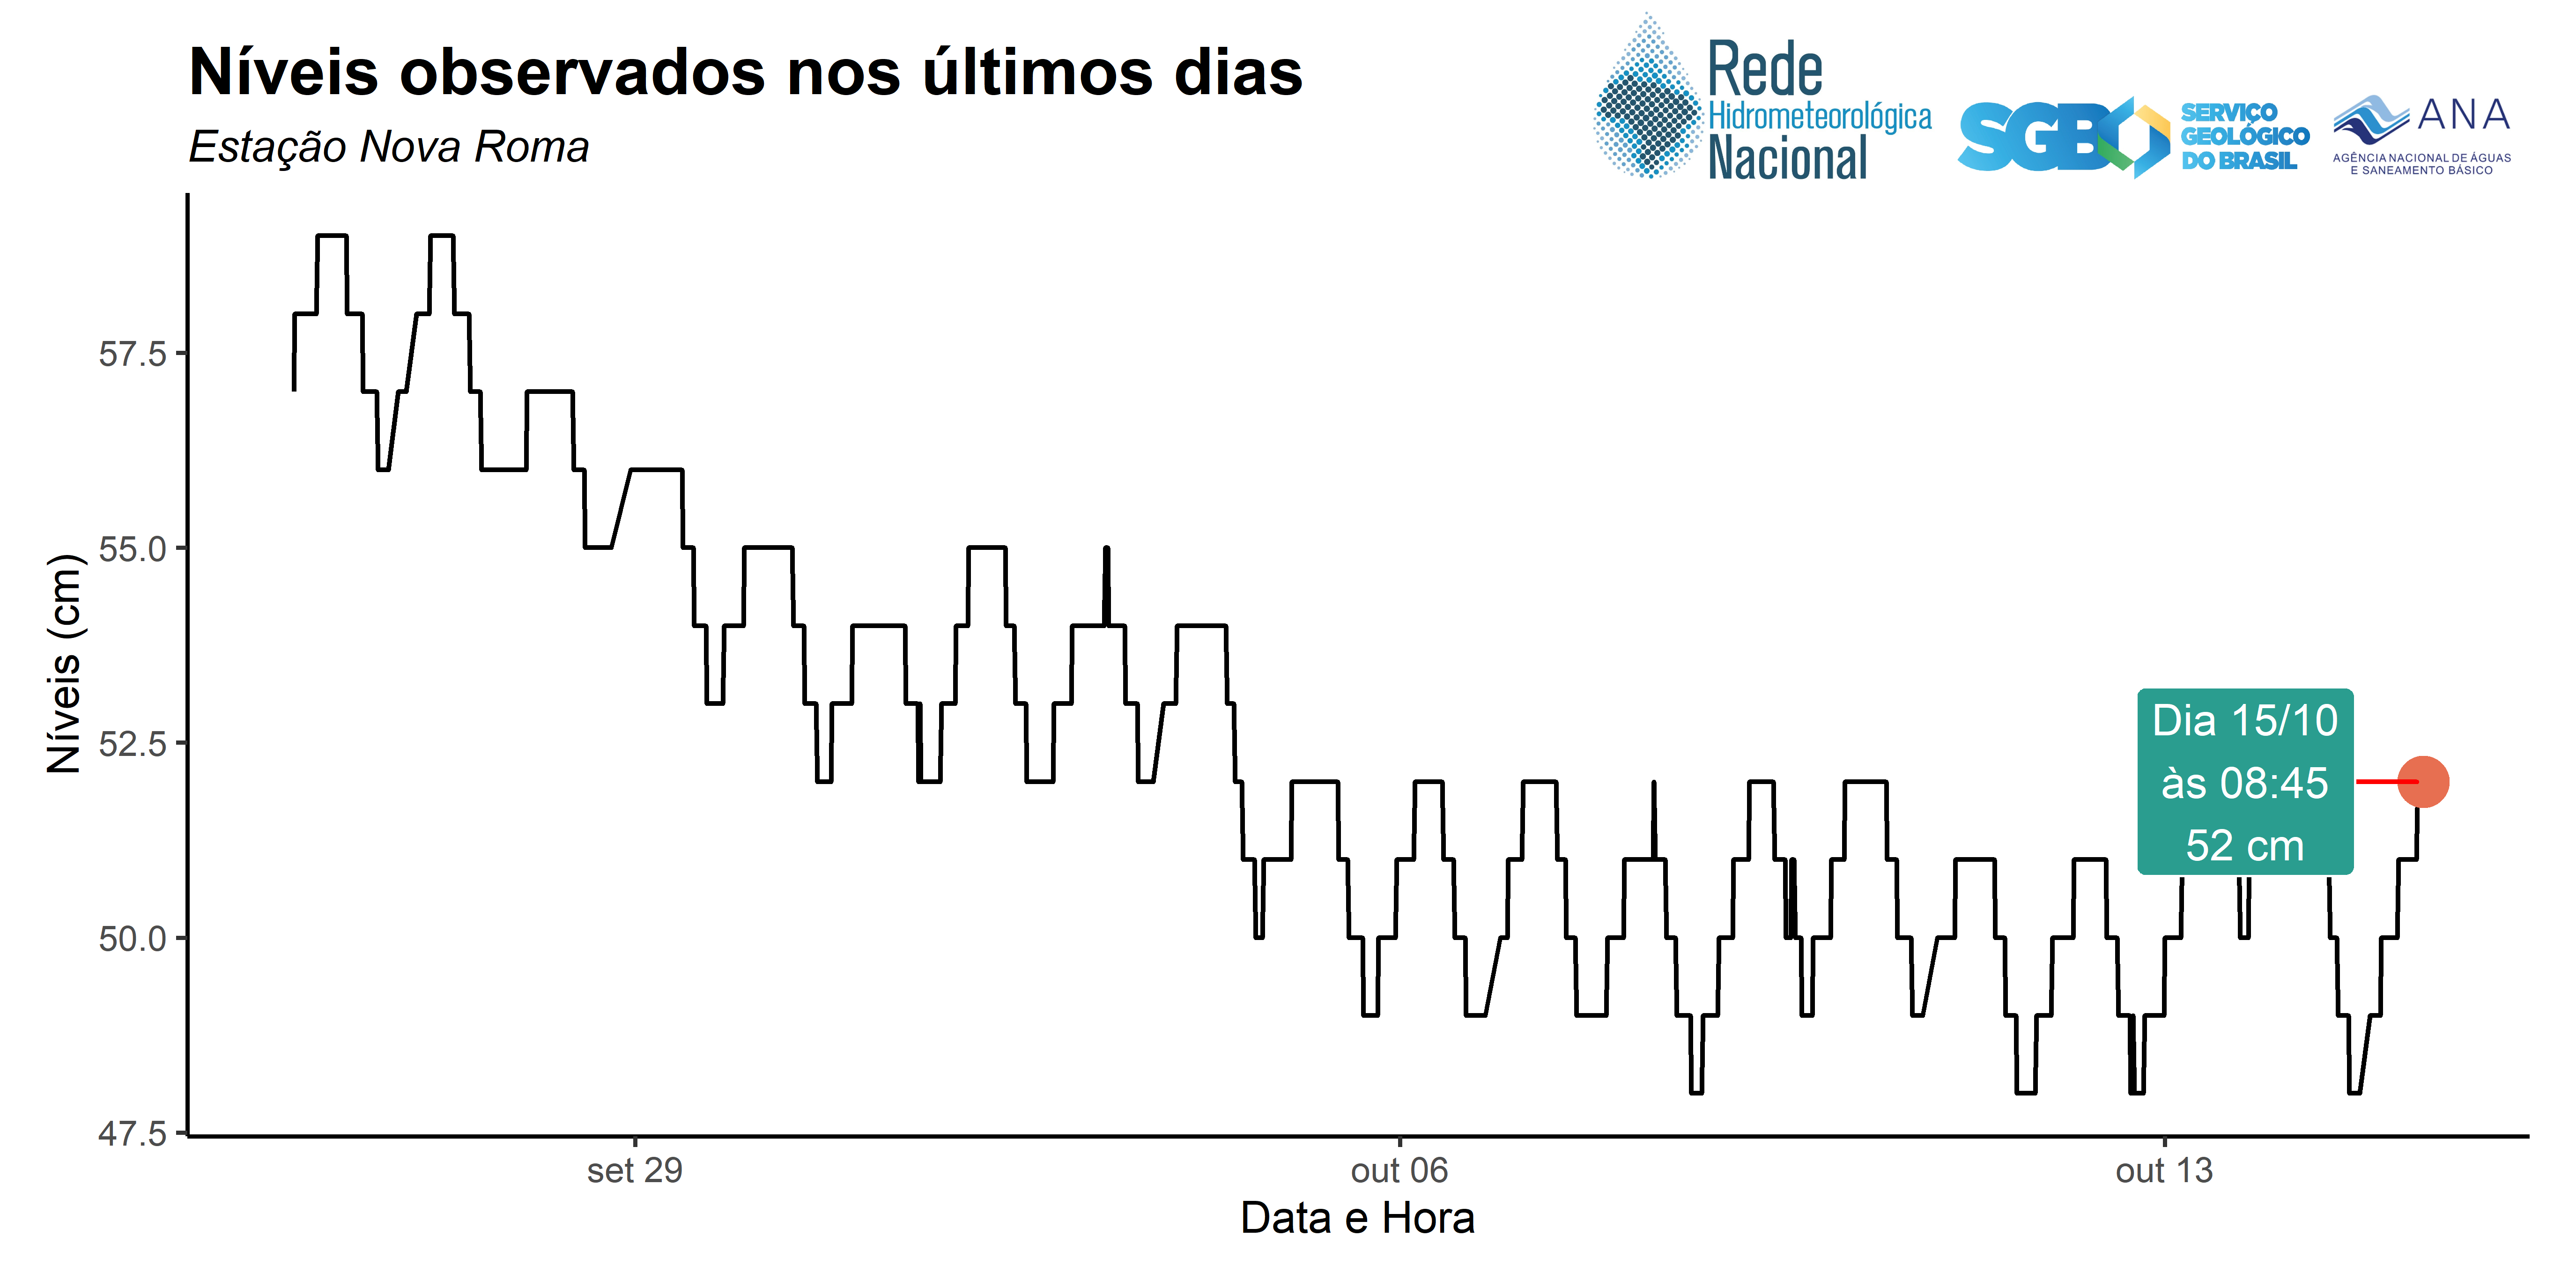 Níveis observados nos últimos dias
Estação Nova Roma
Rede
Hidrometeorológica
Nacional
SGB
SERVIÇO
GEOLÓGICO
DO BRASIL
ANA
AGÊNCIA NACIONAL DE ÁGUAS
E SANEAMENTO BÁSICO
Níveis (cm)
57.5
55.0
52.5
50.0
47.5
Dia 15/10
às 08:45
52 cm
set 29
out 06
out 13
Data e Hora